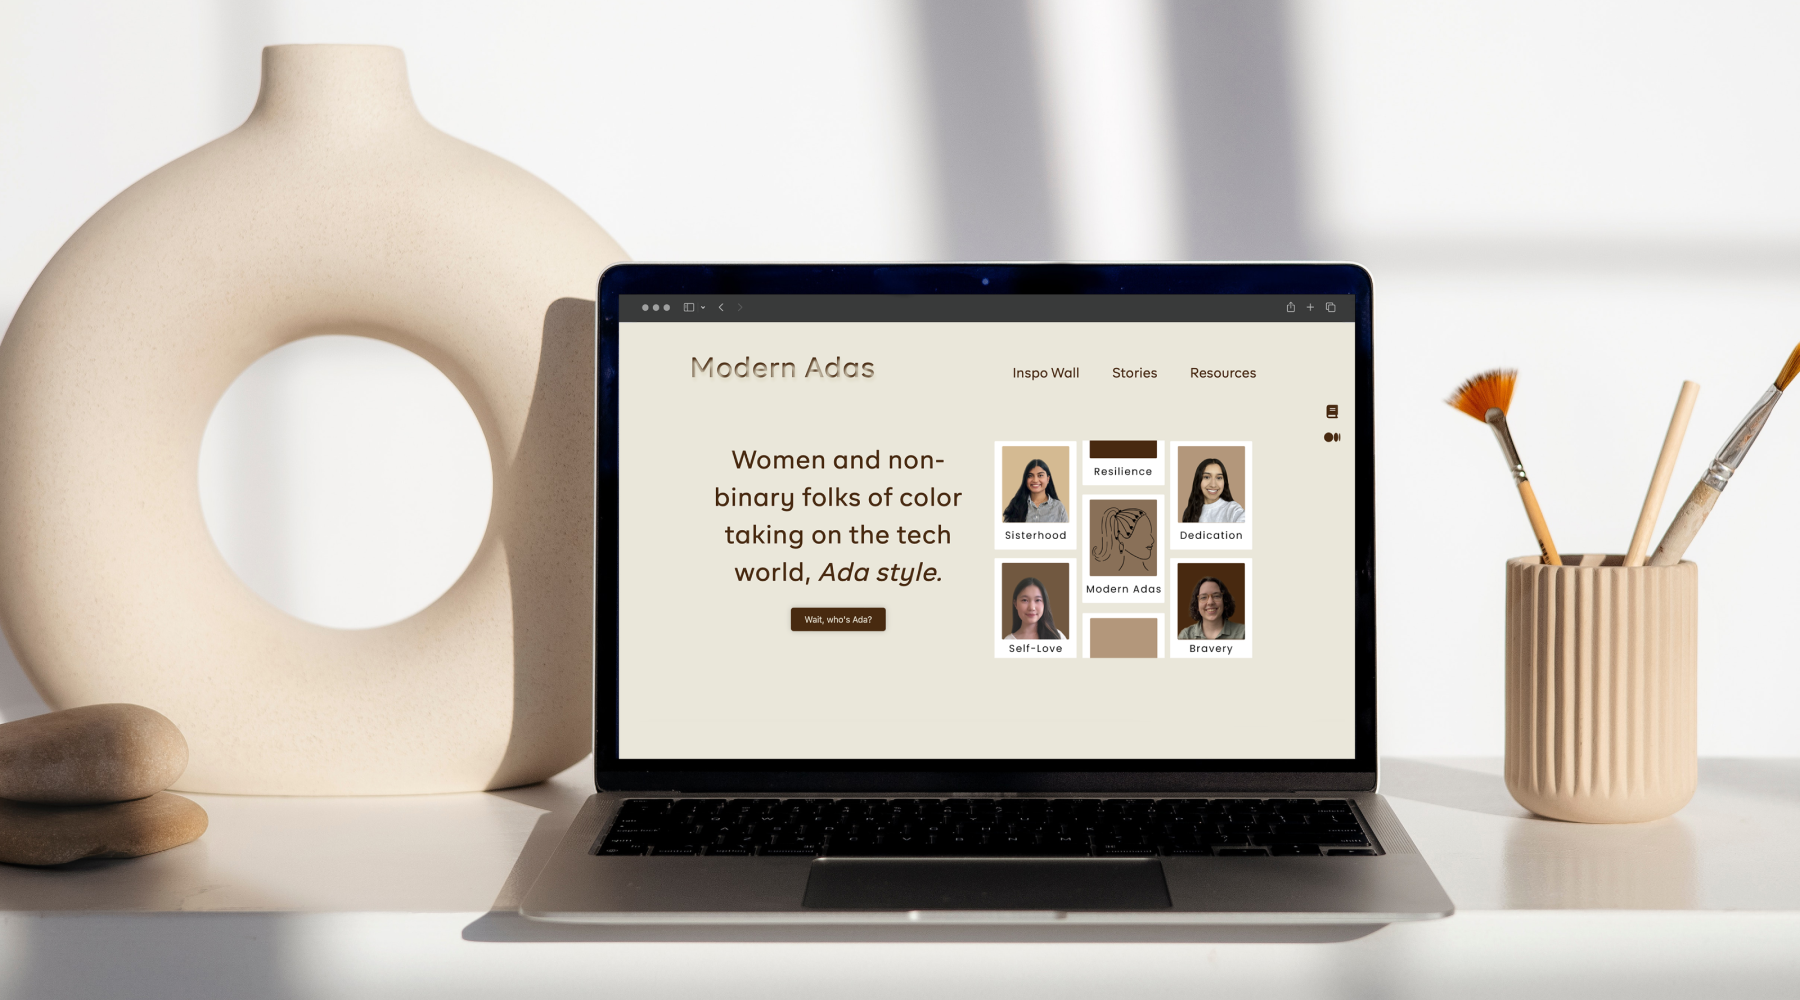 Modern Adas
Inspo Wall
Stories
Resources
Women and non-
binary folks of color
taking on the tech
world, Ada style.
Wait, who's Ada?
Sisterhood
Self-Love
Resilience
Modern Adas
Dedication
Bravery